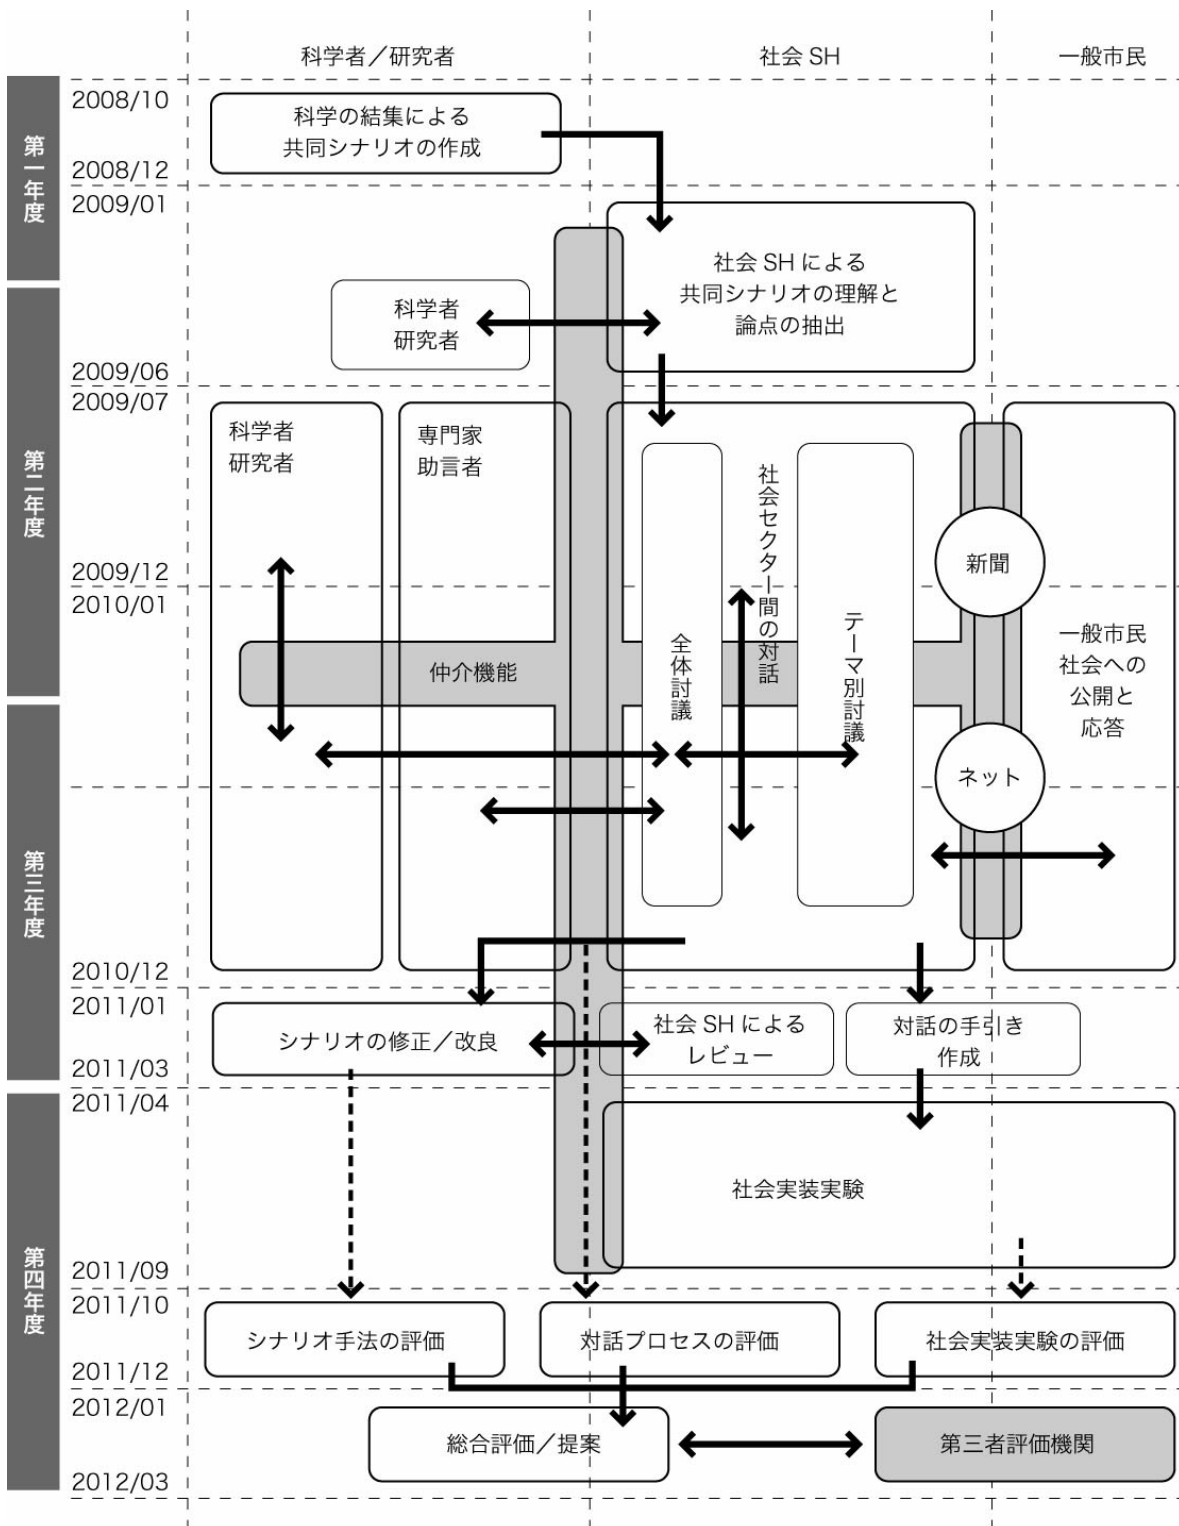 科学者／研究者
社会 SH
一般市民
第一年度
2008/10
科学の結集による
共同シナリオの作成
2008/12
2009/01
社会 SH による
共同シナリオの理解と
論点の抽出
科学者
研究者
2009/06
第二年度
2009/07
科学者
研究者
専門家
助言者
社会セクター間の対話
新聞
2009/12
2010/01
仲介機能
全体討議
テーマ別討議
一般市民
社会への
公開と
応答
ネット
第三年度
2010/12
2011/01
シナリオの修正／改良
社会 SH による
レビュー
対話の手引き
作成
2011/03
第四年度
2011/04
社会実装実験
2011/09
2011/10
シナリオ手法の評価
対話プロセスの評価
社会実装実験の評価
2011/12
2012/01
総合評価／提案
第三者評価機関
2012/03